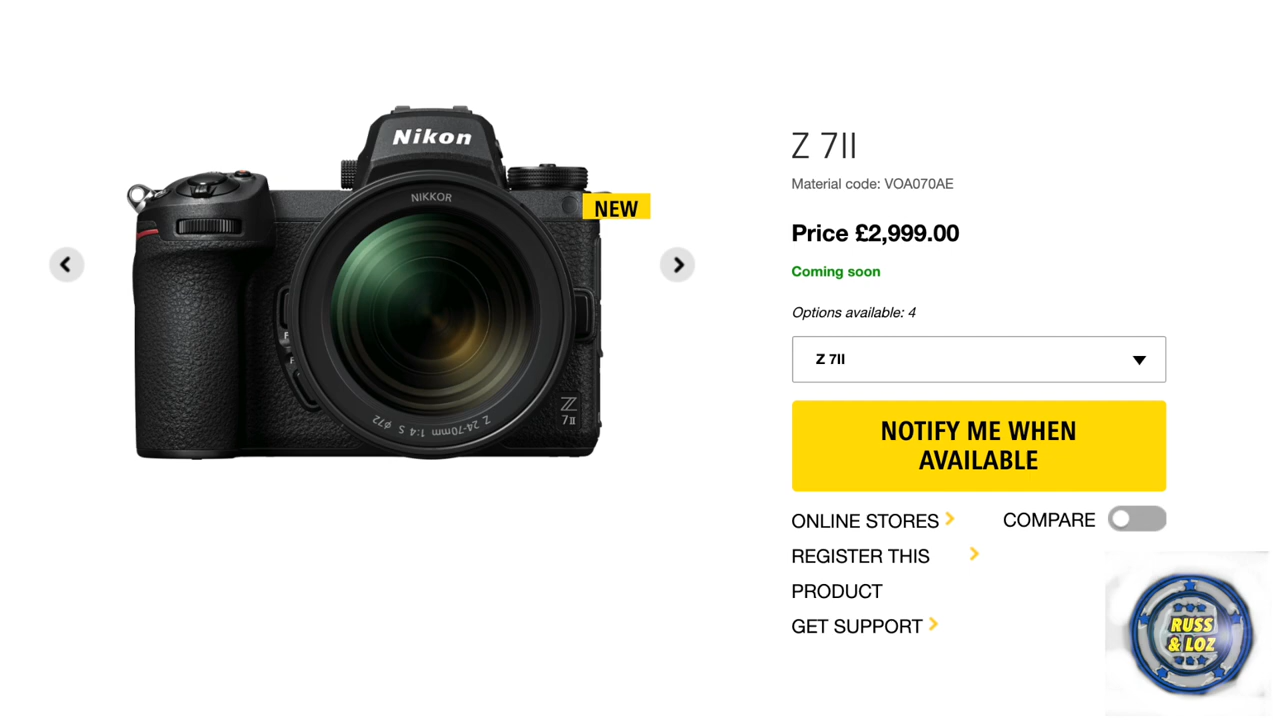 Nikon
NIKKOR
NEW
Z
7II
Z 24-70mm 1:4 S ø72
Z 7II
Material code: VOA070AE
Price £2,999.00
Coming soon
Options available: 4
Z 7II
NOTIFY ME WHEN
AVAILABLE
ONLINE STORES
COMPARE
REGISTER THIS
PRODUCT
GET SUPPORT
RUSS
& LOZ